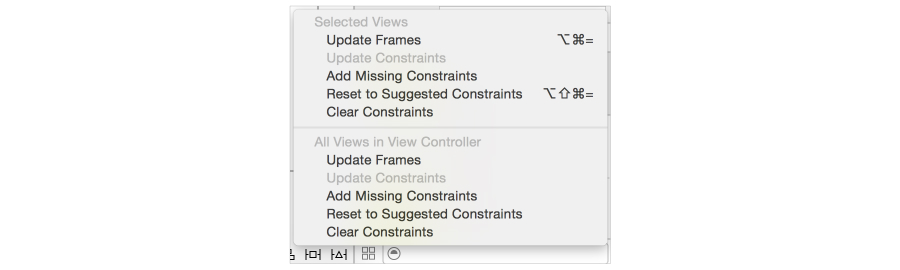 Selected Views
Update Frames ⌥⌘=
Update Constraints
Add Missing Constraints
Reset to Suggested Constraints ⌥⇧⌘=
Clear Constraints
All Views in View Controller
Update Frames
Update Constraints
Add Missing Constraints
Reset to Suggested Constraints
Clear Constraints